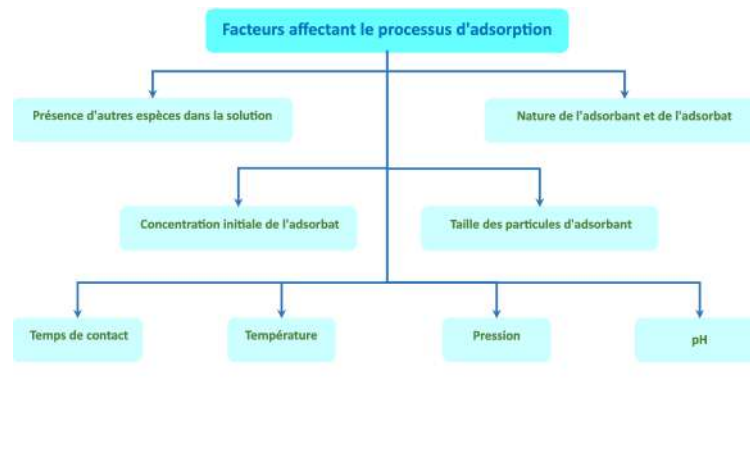 Facteurs affectant le processus d'adsorption
Présence d'autres espèces dans la solution
Nature de l'adsorbant et de l'adsorbat
Concentration initiale de l'adsorbat
Taille des particules d'adsorbant
Temps de contact
Température
Pression
pH